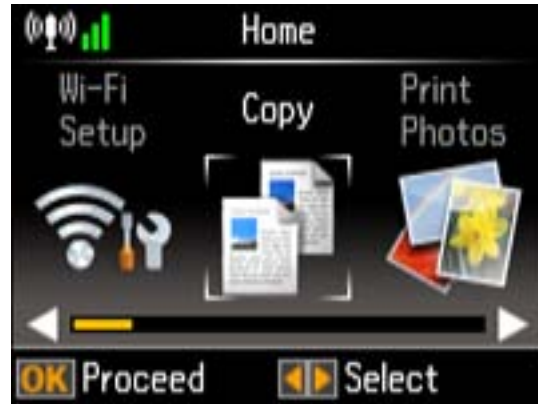 Home
Wi-Fi
Setup
Copy
Print
Photos
OK Proceed
Select